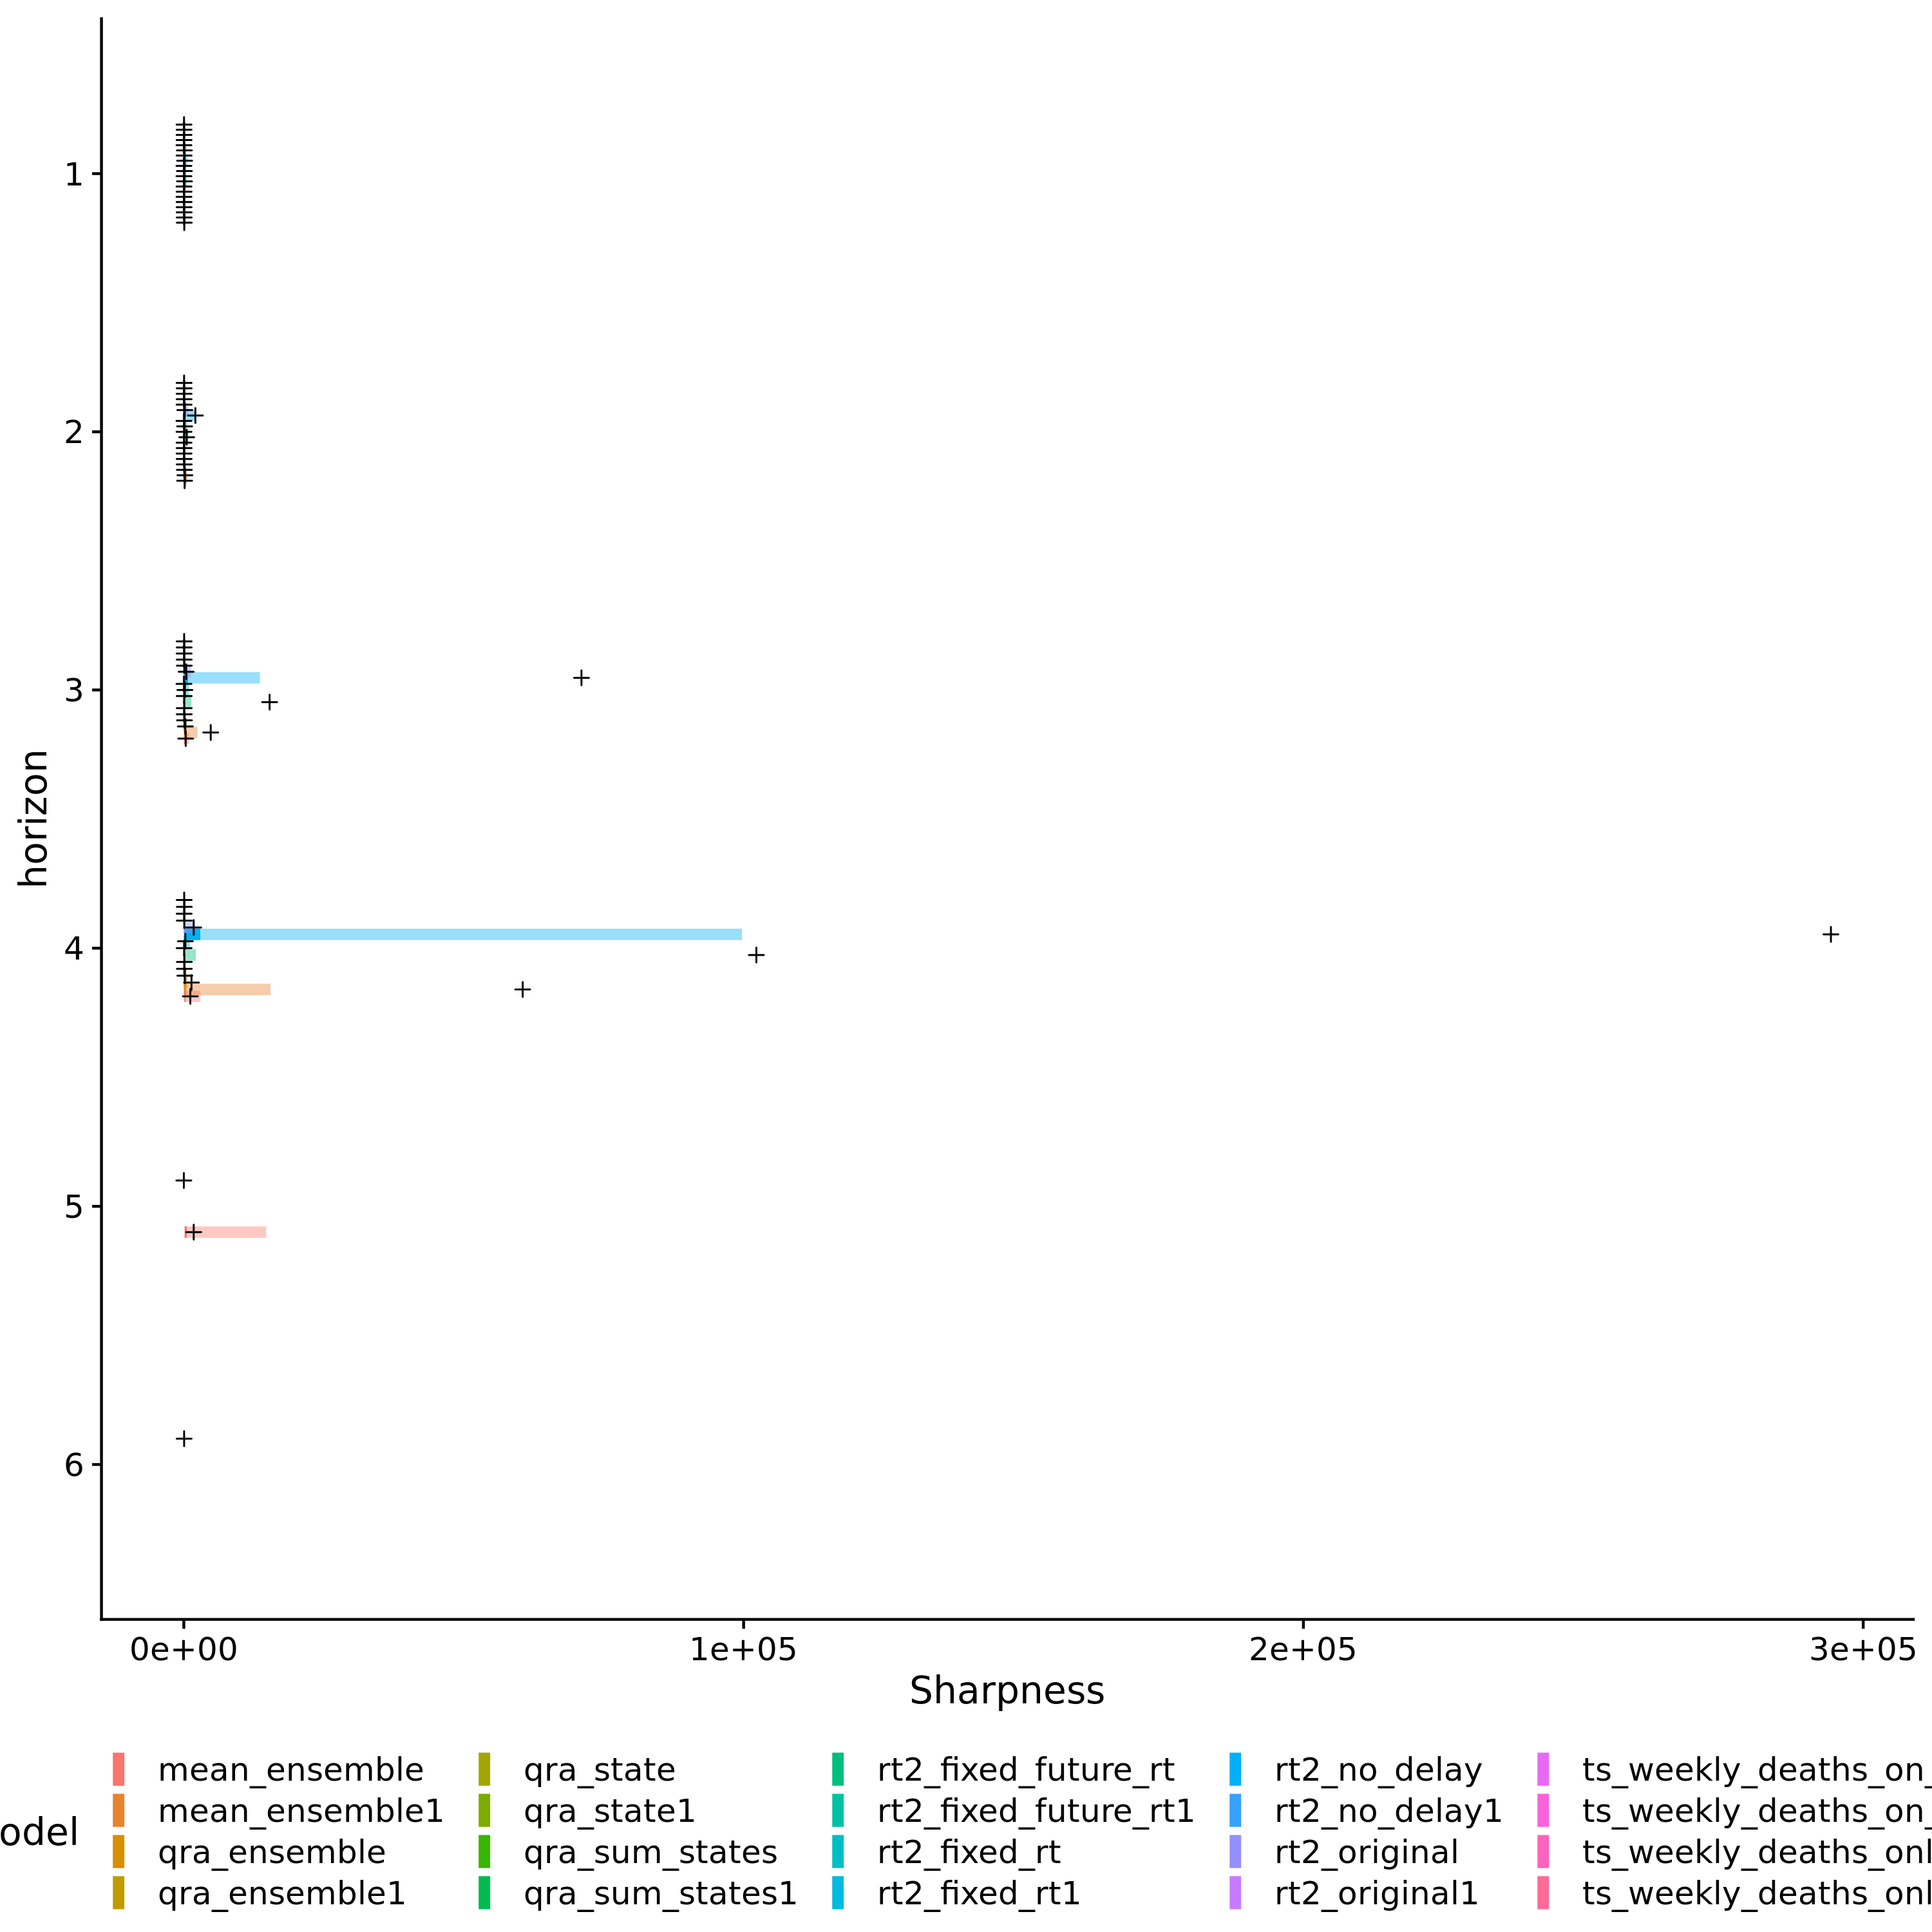 1
2
3
4
5
6
horizon
0e+00 1e+05 2e+05 3e+05
Sharpness
odel
mean_ensemble qra_state rt2_fixed_future_rt rt2_no_delay ts_weekly_deaths_on_
mean_ensemble1 qra_state1 rt2_fixed_future_rt1 rt2_no_delay1 ts_weekly_deaths_on_
qra_ensemble qra_sum_states rt2_fixed_rt rt2_original ts_weekly_deaths_onl
qra_ensemble1 qra_sum_states1 rt2_fixed_rt1 rt2_original1 ts_weekly_deaths_onl